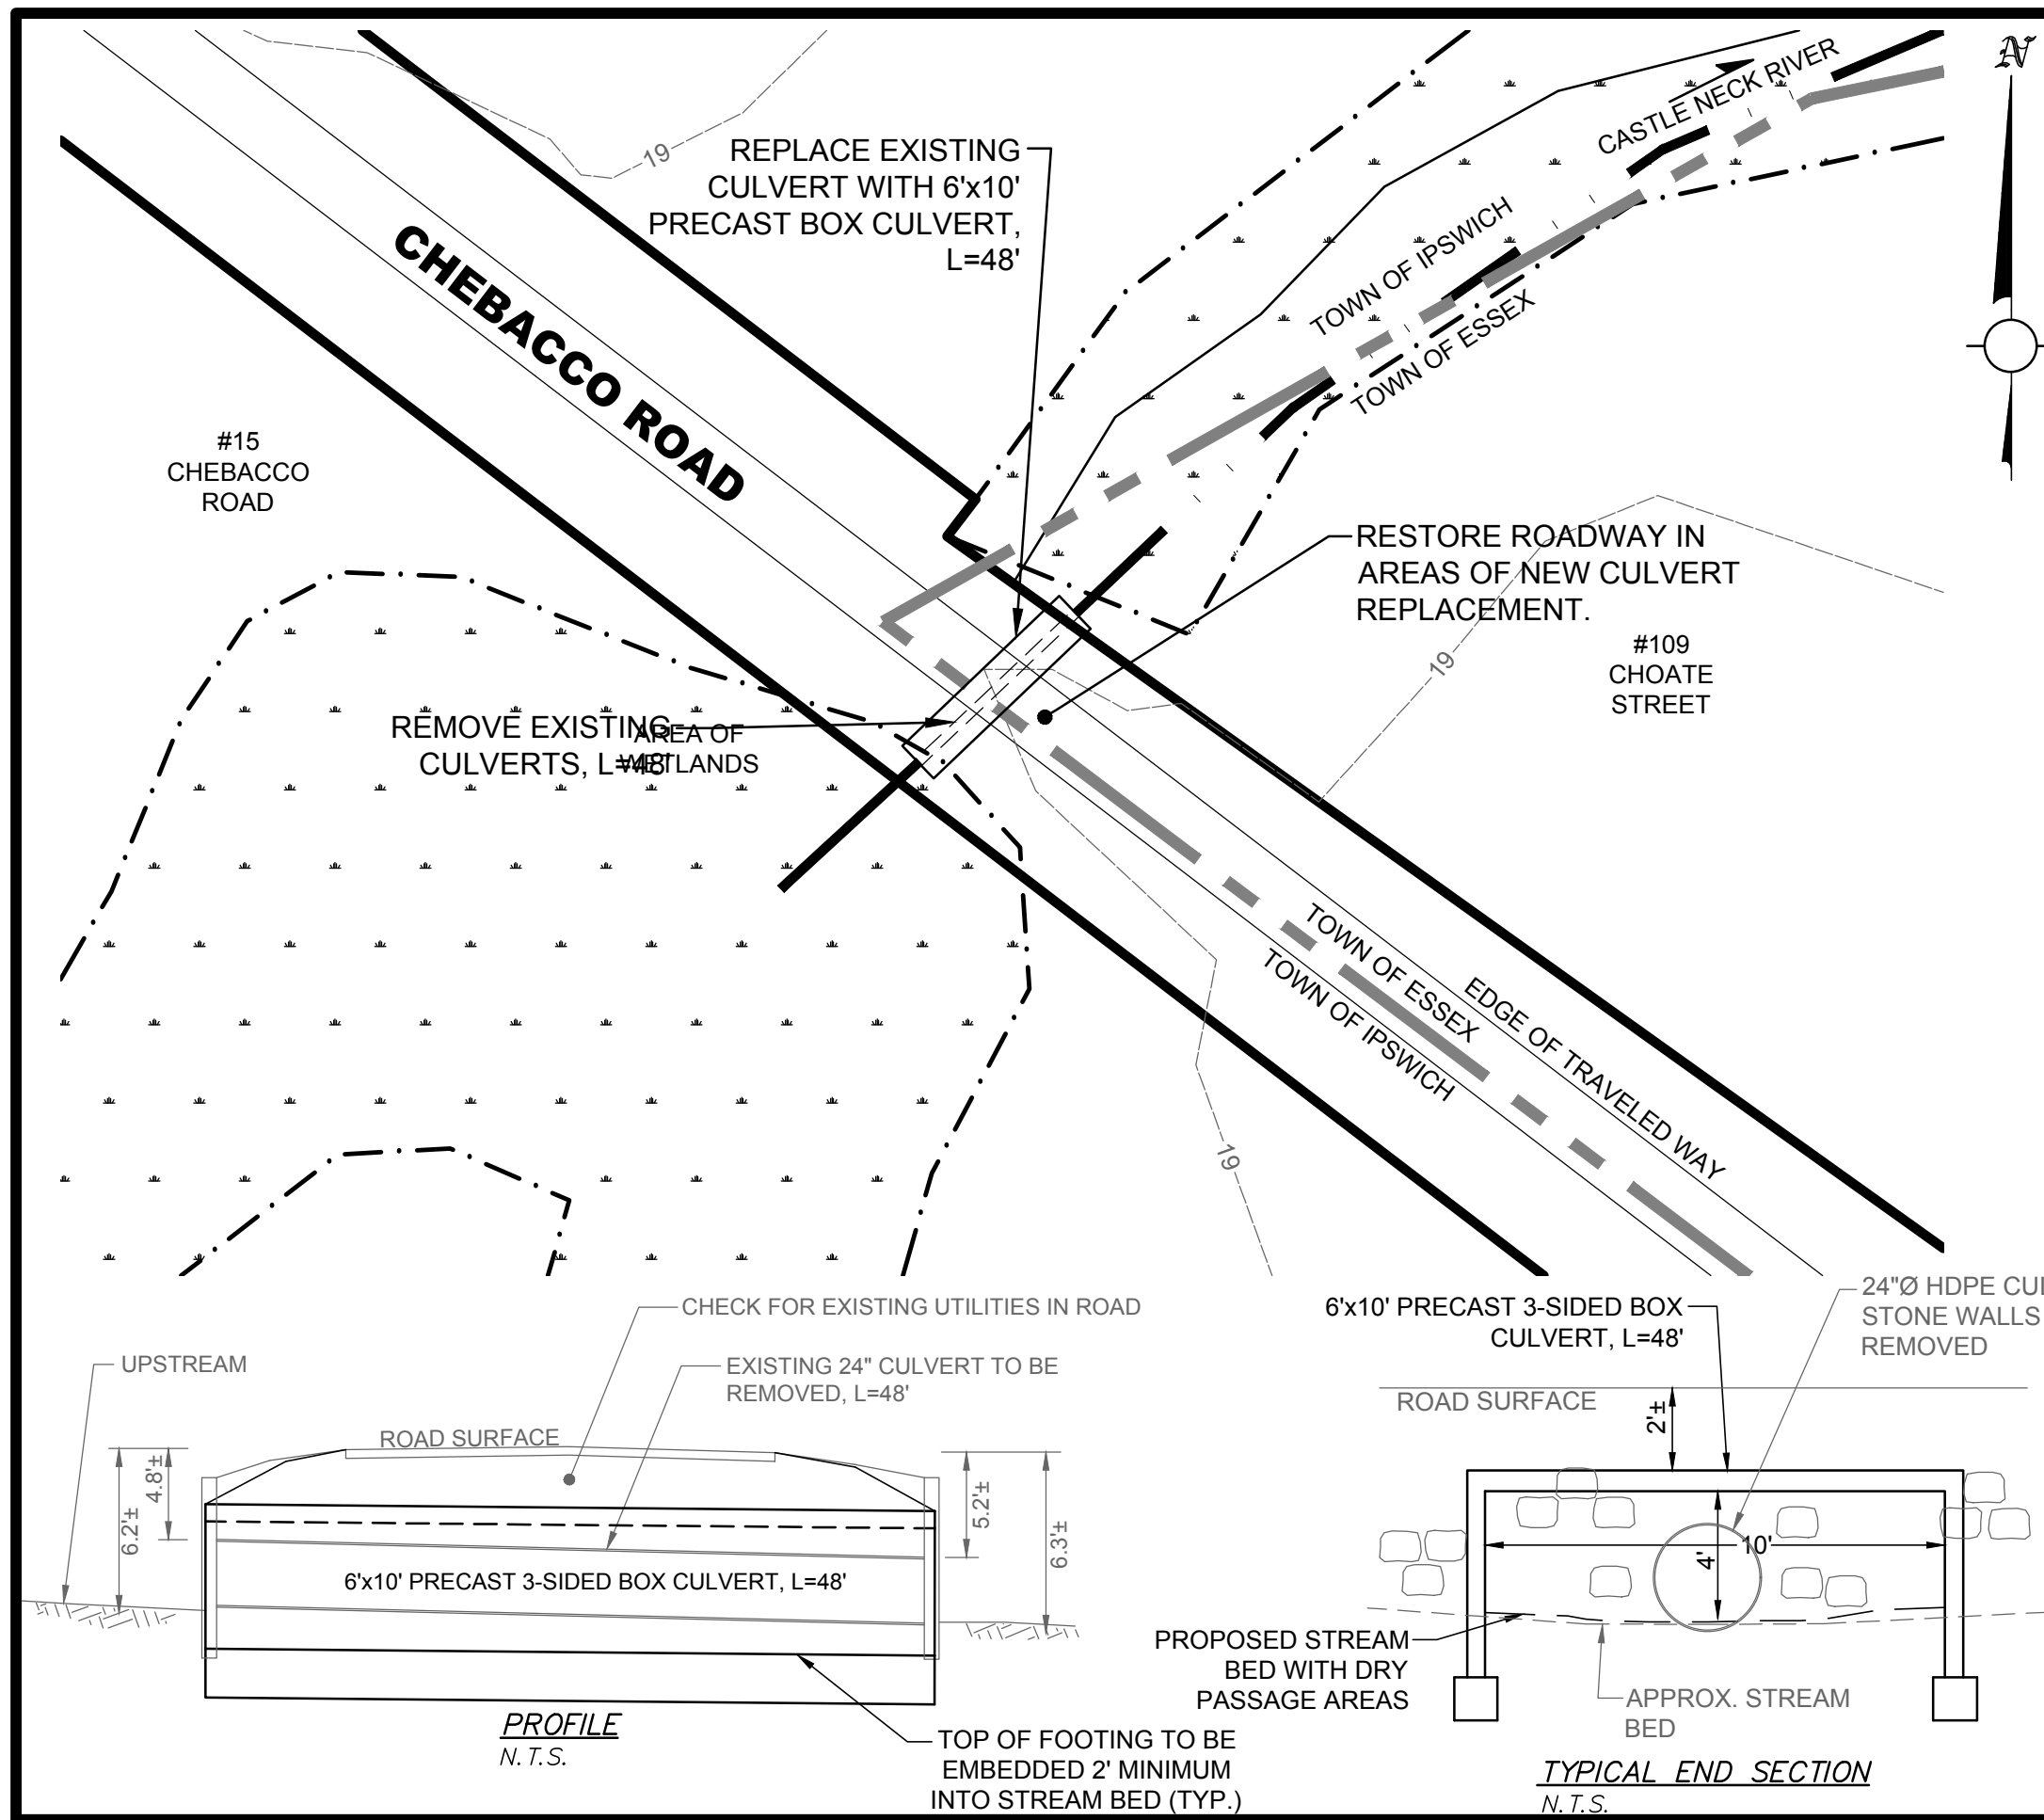 N
CASTLE NECK RIVER
19
REPLACE EXISTING
CULVERT WITH 6'x10'
PRECAST BOX CULVERT,
L=48'
CHEBACCO ROAD
TOWN OF IPSWICH
TOWN OF ESSEX
#15
CHEBACCO
ROAD
RESTORE ROADWAY IN
AREAS OF NEW CULVERT
REPLACEMENT.
#109
CHOATE
STREET
19
REMOVE EXISTING
CULVERTS, L=48'
AREA OF
WETLANDS
TOWN OF ESSEX
TOWN OF IPSWICH
EDGE OF TRAVELED WAY
19
CHECK FOR EXISTING UTILITIES IN ROAD
UPSTREAM
EXISTING 24" CULVERT TO BE
REMOVED, L=48'
ROAD SURFACE
4.8'±
6.2'±
5.2'±
6.3'±
6'x10' PRECAST 3-SIDED BOX CULVERT, L=48'
PROFILE
N.T.S.
TOP OF FOOTING TO BE
EMBEDDED 2' MINIMUM
INTO STREAM BED (TYP.)
6'x10' PRECAST 3-SIDED BOX
CULVERT, L=48'
24"Ø HDPE CU
STONE WALLS
REMOVED
ROAD SURFACE
2'±
10'
4'
PROPOSED STREAM
BED WITH DRY
PASSAGE AREAS
APPROX. STREAM
BED
TYPICAL END SECTION
N.T.S.